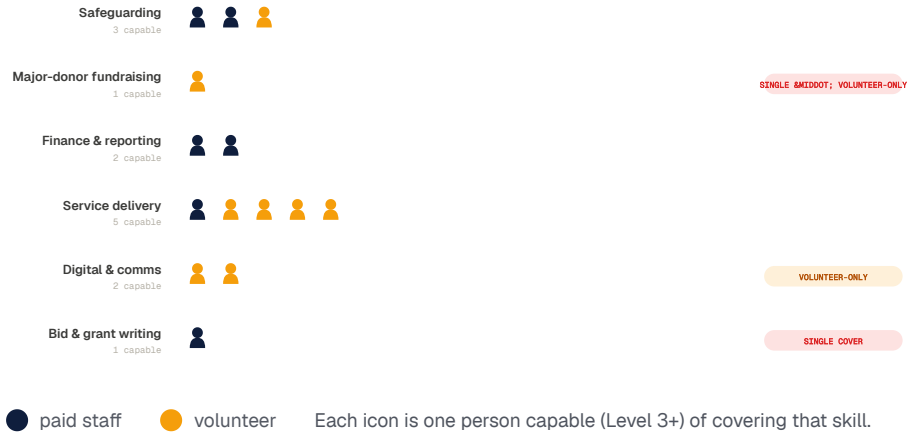 Safeguarding
3 capable
Major-donor fundraising
1 capable
SINGLE &MIDDOT; VOLUNTEER-ONLY
Finance & reporting
2 capable
Service delivery
5 capable
Digital & comms
2 capable
VOLUNTEER-ONLY
Bid & grant writing
1 capable
SINGLE COVER
paid staff volunteer Each icon is one person capable (Level 3+) of covering that skill.